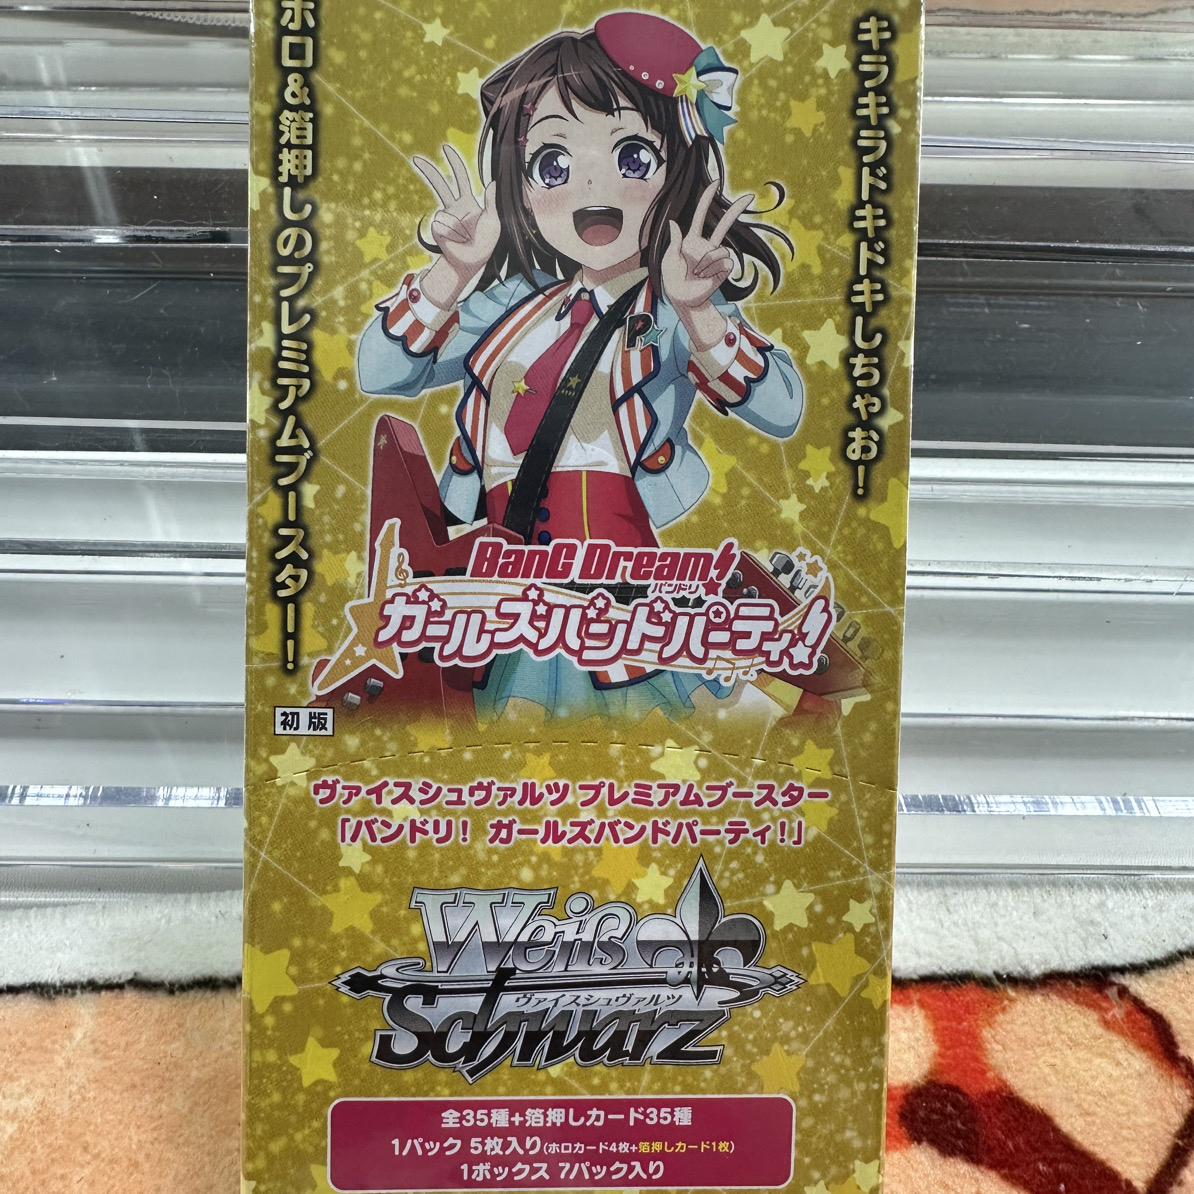 キラキラドキドキしちゃお！
ホロ&箔押しのプレミアムブースター！
BanG Dream!
バンドリ
ガールズバンドパーティ！
初版
ヴァイスシュヴァルツ プレミアムブースター
「バンドリ！ ガールズバンドパーティ！」
Weiß
ヴァイスシュヴァルツ
Schwarz
全35種+箔押しカード35種
1パック 5枚入り(ホロカード4枚+箔押しカード1枚)
1ボックス 7パック入り